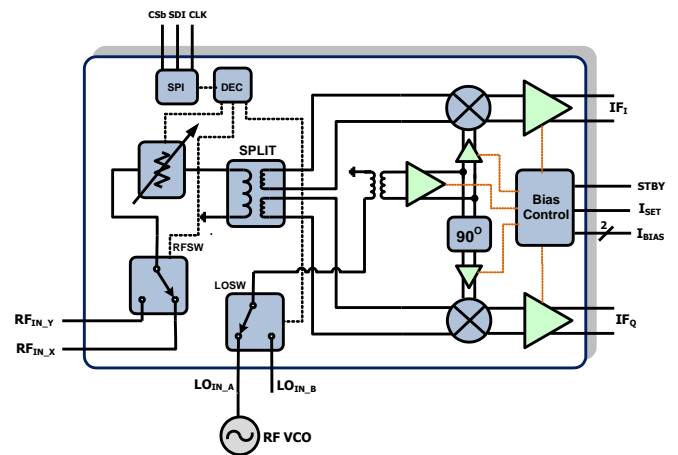 CSb SDI CLK
SPI
DEC
SPLIT
IF_I
STBY
Bias
Control
I_SET
2
I_BIAS
90°
RFSW
LOSW
RF_IN_Y
IF_Q
RF_IN_X
LO_IN_A
LO_IN_B
RF VCO